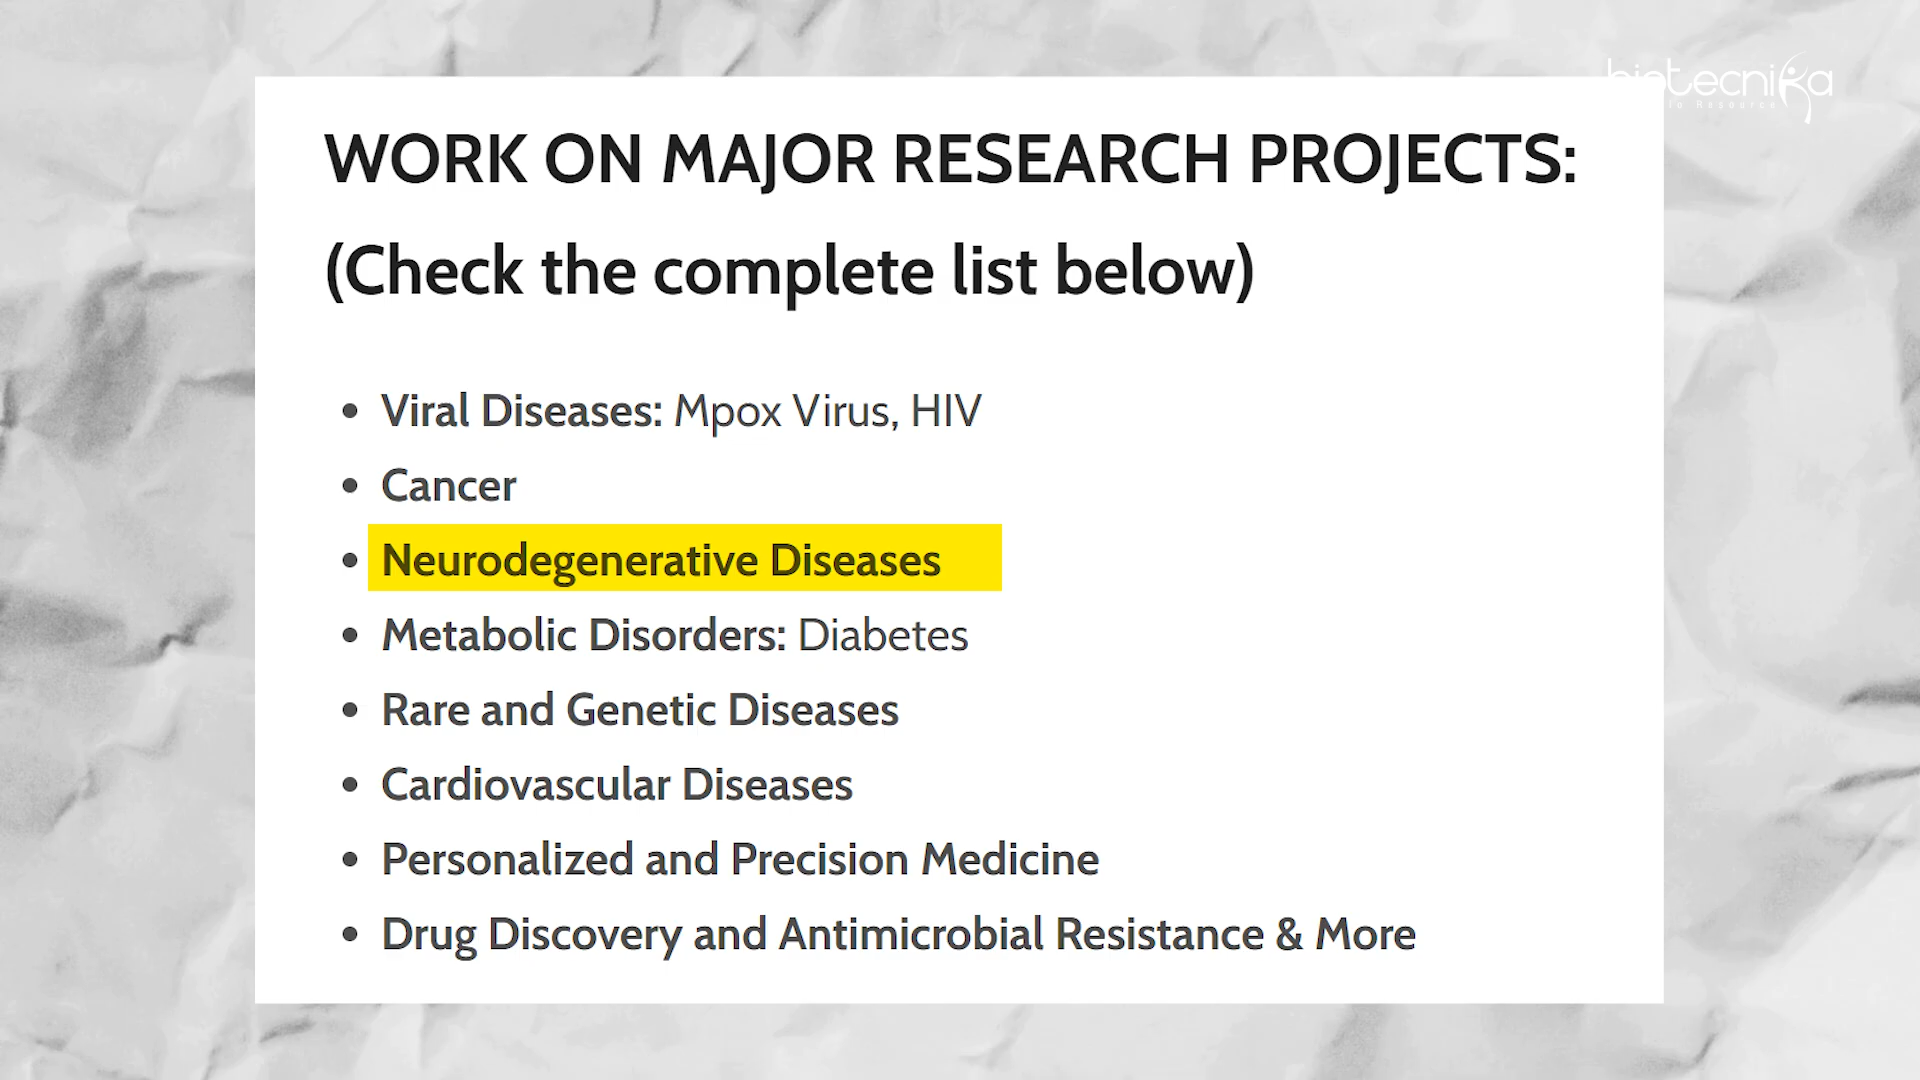 biotecnika
WORK ON MAJOR RESEARCH PROJECTS:
(Check the complete list below)
• Viral Diseases: Mpox Virus, HIV
• Cancer
• Neurodegenerative Diseases
• Metabolic Disorders: Diabetes
• Rare and Genetic Diseases
• Cardiovascular Diseases
• Personalized and Precision Medicine
• Drug Discovery and Antimicrobial Resistance & More